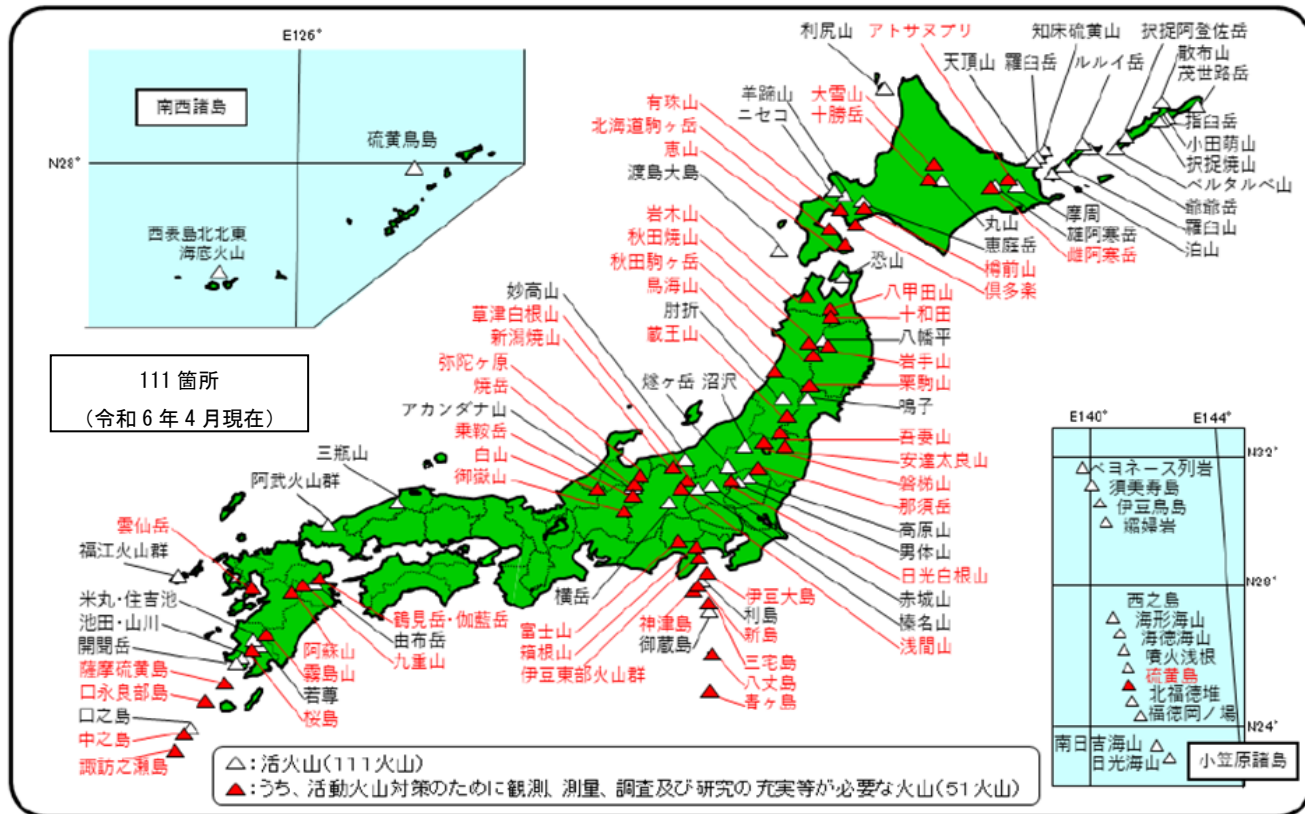 E126°
南西諸島
硫黄鳥島
N28°
西表島北北東
海底火山
111 箇所
（令和 6 年 4 月現在）
利尻山
アトサヌプリ
知床硫黄山
択捉阿登佐岳
天頂山
羅臼岳
ルルイ岳
散布山
茂世路岳
羊蹄山
ニセコ
大雪山
十勝岳
有珠山
北海道駒ヶ岳
恵山
渡島大島
指臼岳
小田萌山
択捉焼山
ベルタルベ山
爺爺岳
羅臼山
泊山
摩周
雄阿寒岳
雌阿寒岳
丸山
恵庭岳
樽前山
倶多楽
恐山
岩木山
秋田焼山
秋田駒ヶ岳
鳥海山
肘折
蔵王山
八甲田山
十和田
八幡平
岩手山
栗駒山
鳴子
妙高山
草津白根山
新潟焼山
弥陀ヶ原
焼岳
アカンダナ山
乗鞍岳
白山
御嶽山
燧ヶ岳
沼沢
吾妻山
安達太良山
磐梯山
那須岳
高原山
男体山
日光白根山
赤城山
榛名山
浅間山
三瓶山
阿武火山群
雲仙岳
福江火山群
米丸・住吉池
池田・山川
開聞岳
薩摩硫黄島
口永良部島
口之島
中之島
諏訪之瀬島
鶴見岳・伽藍岳
由布岳
九重山
阿蘇山
霧島山
若尊
桜島
横岳
富士山
箱根山
伊豆東部火山群
伊豆大島
利島
新島
神津島
御蔵島
三宅島
八丈島
青ヶ島
E140°
E144°
N32°
ベヨネース列岩
須美寿島
伊豆鳥島
孀婦岩
N28°
西之島
海形海山
海徳海山
噴火浅根
硫黄島
北福徳堆
福徳岡ノ場
N24°
南日吉海山
日光海山
小笠原諸島
△：活火山（111火山）
▲：うち、活動火山対策のために観測、測量、調査及び研究の充実等が必要な火山（51火山）